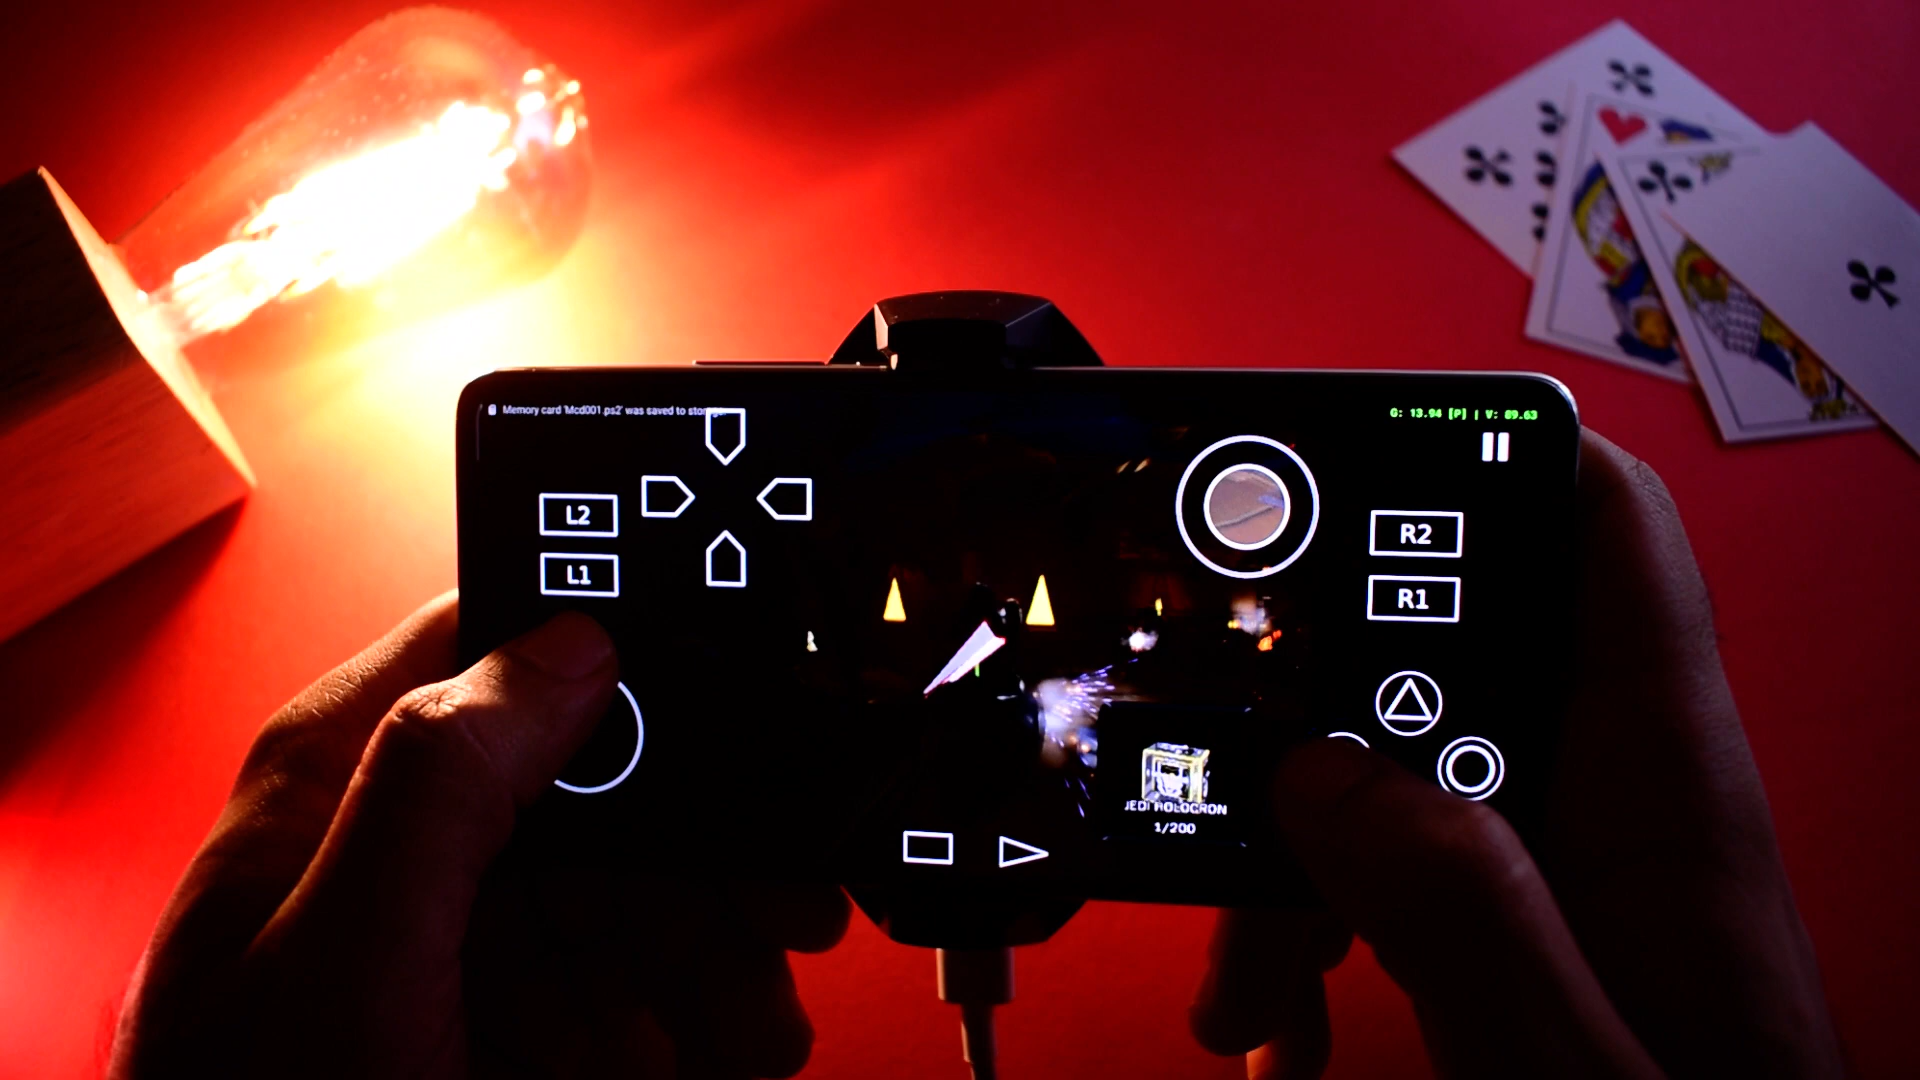 Memory card 'Mcd001.ps2' was saved to
G: 13.94 [P] | V: 89.63
L2
R2
L1
R1
JEDI HOLOCRON
1/200